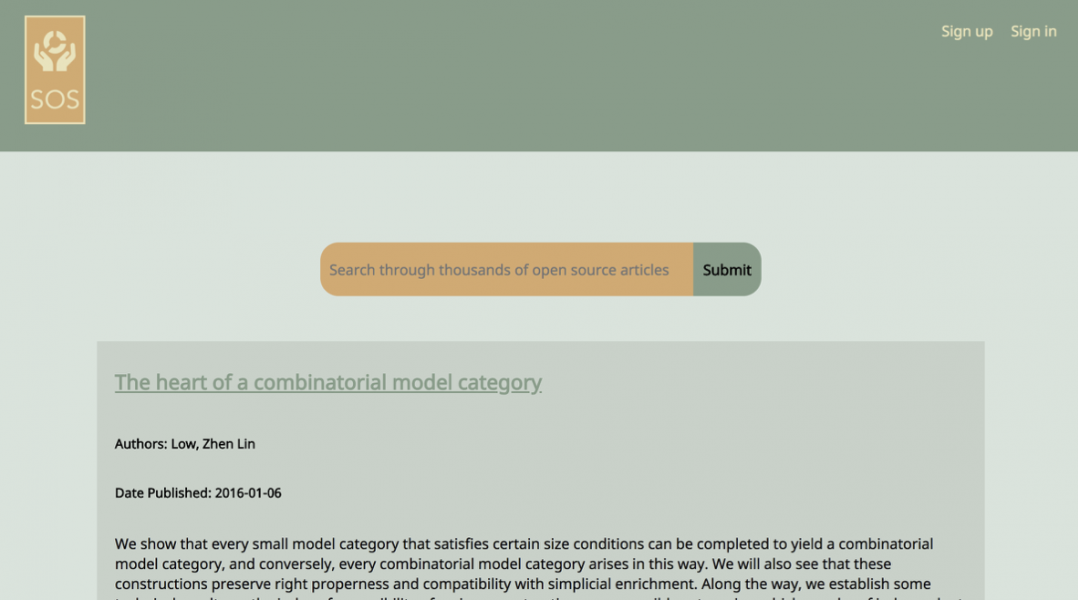 Sign up Sign in
SOS
Search through thousands of open source articles Submit
The heart of a combinatorial model category
Authors: Low, Zhen Lin
Date Published: 2016-01-06
We show that every small model category that satisfies certain size conditions can be completed to yield a combinatorial
model category, and conversely, every combinatorial model category arises in this way. We will also see that these
constructions preserve right properness and compatibility with simplicial enrichment. Along the way, we establish some